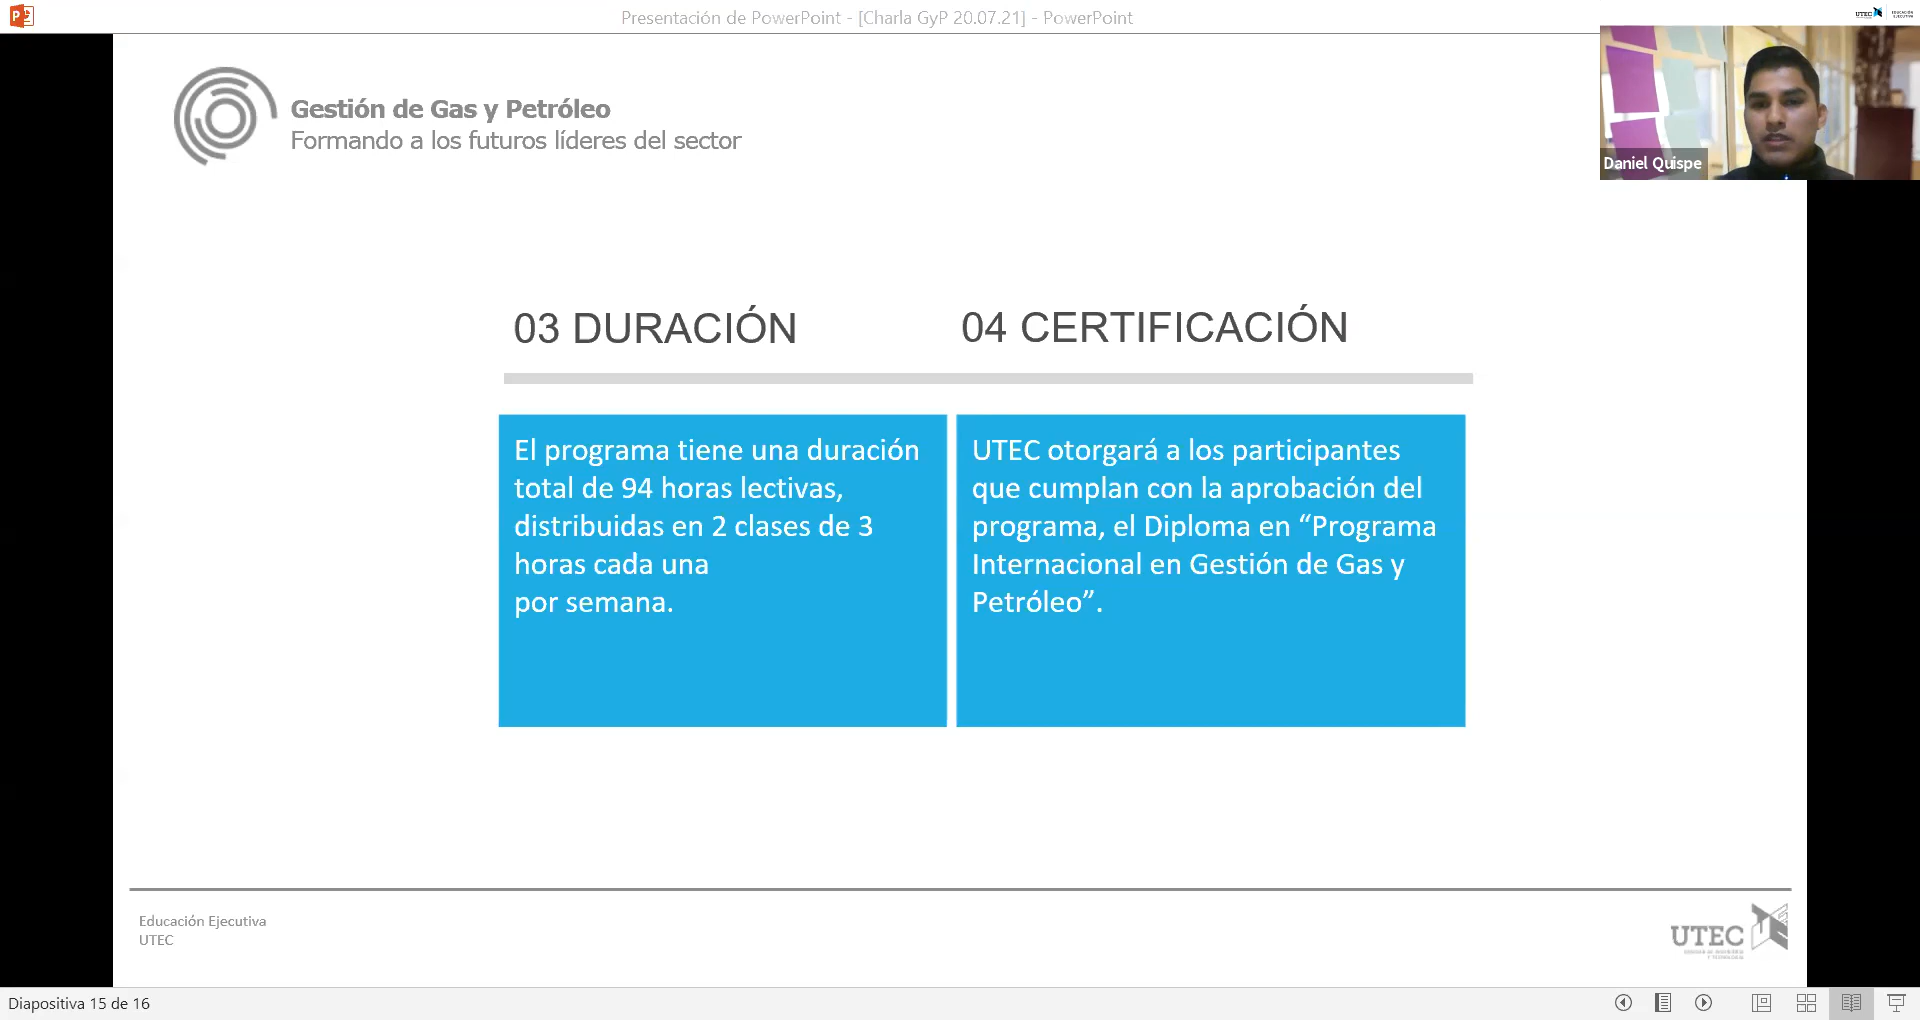 Presentación de PowerPoint - [Charla GyP 20.07.21] - PowerPoint
UTEC
Daniel Quispe
Gestión de Gas y Petróleo
Formando a los futuros líderes del sector
03 DURACIÓN
04 CERTIFICACIÓN
El programa tiene una duración
total de 94 horas lectivas,
distribuidas en 2 clases de 3
horas cada una
por semana.
UTEC otorgará a los participantes
que cumplan con la aprobación del
programa, el Diploma en “Programa
Internacional en Gestión de Gas y
Petróleo”.
Educación Ejecutiva
UTEC
UTEC
Diapositiva 15 de 16